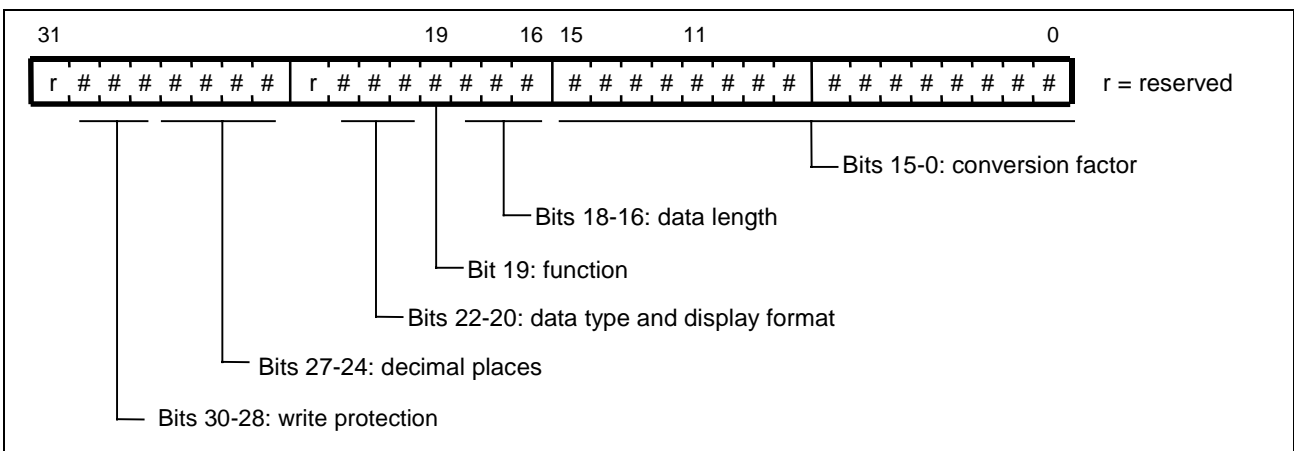 31 19 16 15 11 0
r # # # # # # # r # # # # # # # # # # # # # # # # # # # # # # # r = reserved
Bits 15-0: conversion factor
Bits 18-16: data length
Bit 19: function
Bits 22-20: data type and display format
Bits 27-24: decimal places
Bits 30-28: write protection